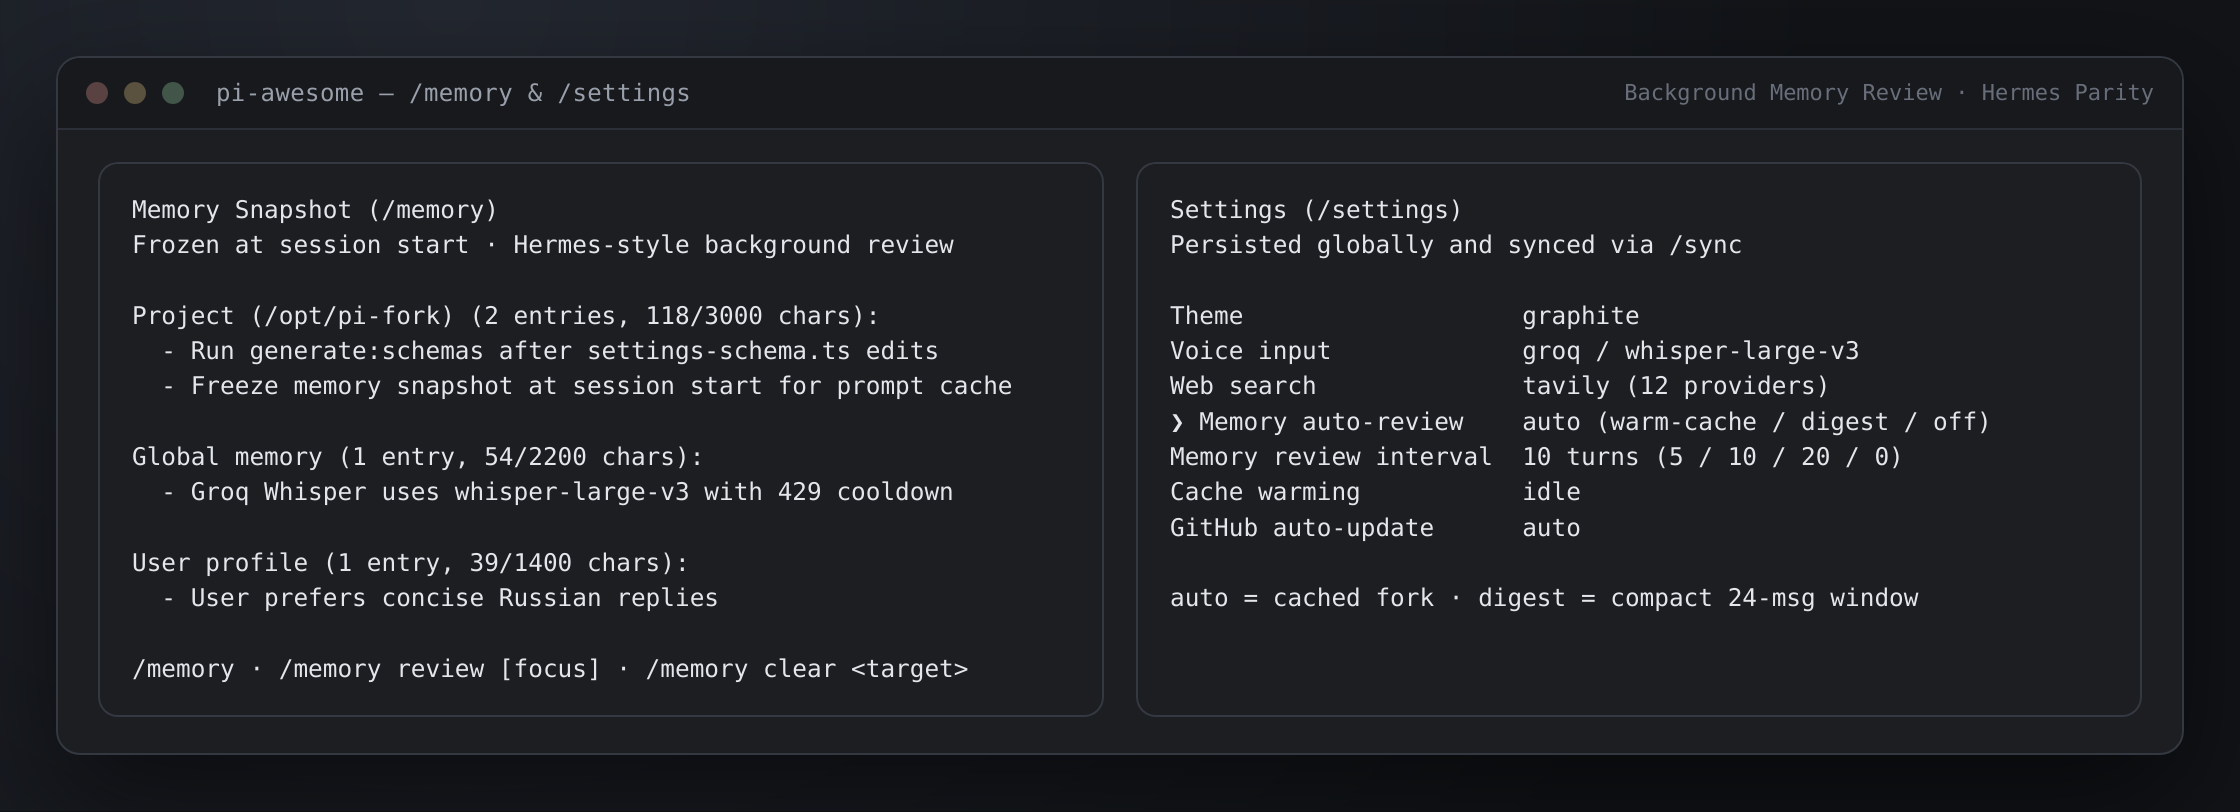 pi-awesome — /memory & /settings
Background Memory Review · Hermes Parity
Memory Snapshot (/memory)
Frozen at session start · Hermes-style background review
Project (/opt/pi-fork) (2 entries, 118/3000 chars):
- Run generate:schemas after settings-schema.ts edits
- Freeze memory snapshot at session start for prompt cache
Global memory (1 entry, 54/2200 chars):
- Groq Whisper uses whisper-large-v3 with 429 cooldown
User profile (1 entry, 39/1400 chars):
- User prefers concise Russian replies
/memory · /memory review [focus] · /memory clear <target>
Settings (/settings)
Persisted globally and synced via /sync
Theme graphite
Voice input groq / whisper-large-v3
Web search tavily (12 providers)
❯ Memory auto-review auto (warm-cache / digest / off)
Memory review interval 10 turns (5 / 10 / 20 / 0)
Cache warming idle
GitHub auto-update auto
auto = cached fork · digest = compact 24-msg window